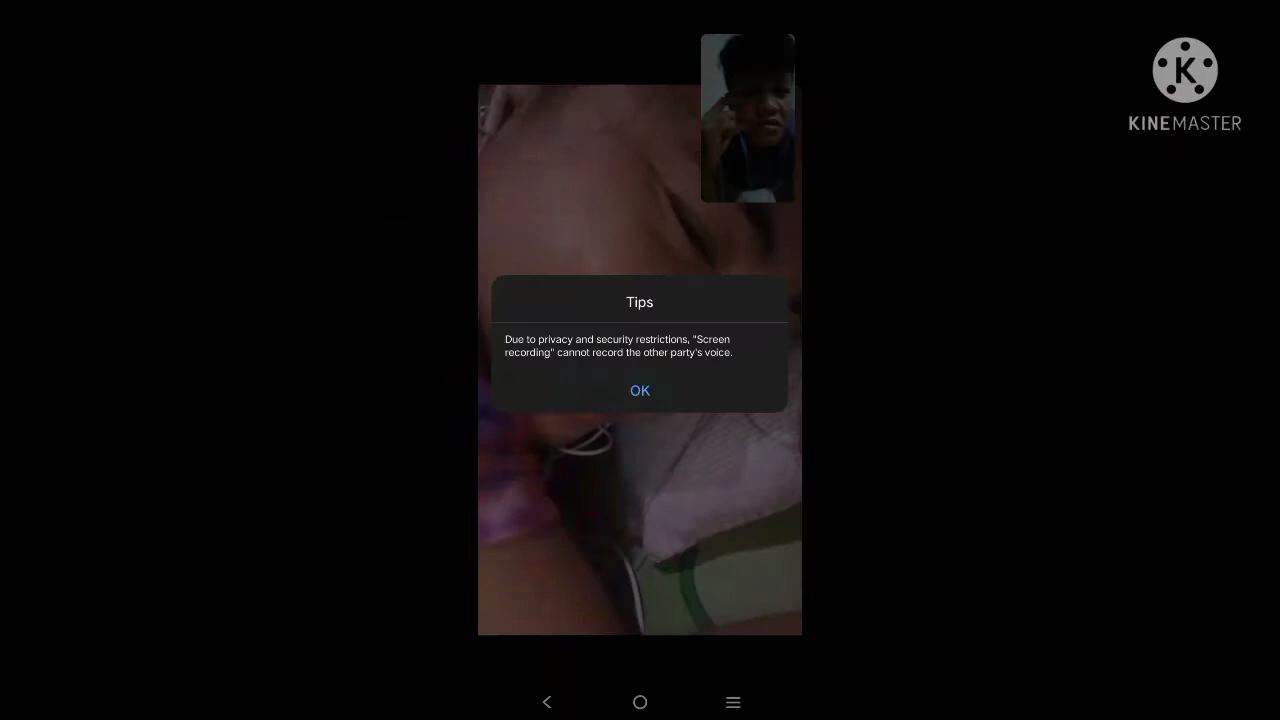 KINEMASTER
Tips
Due to privacy and security restrictions, "Screen
recording" cannot record the other party's voice.
OK